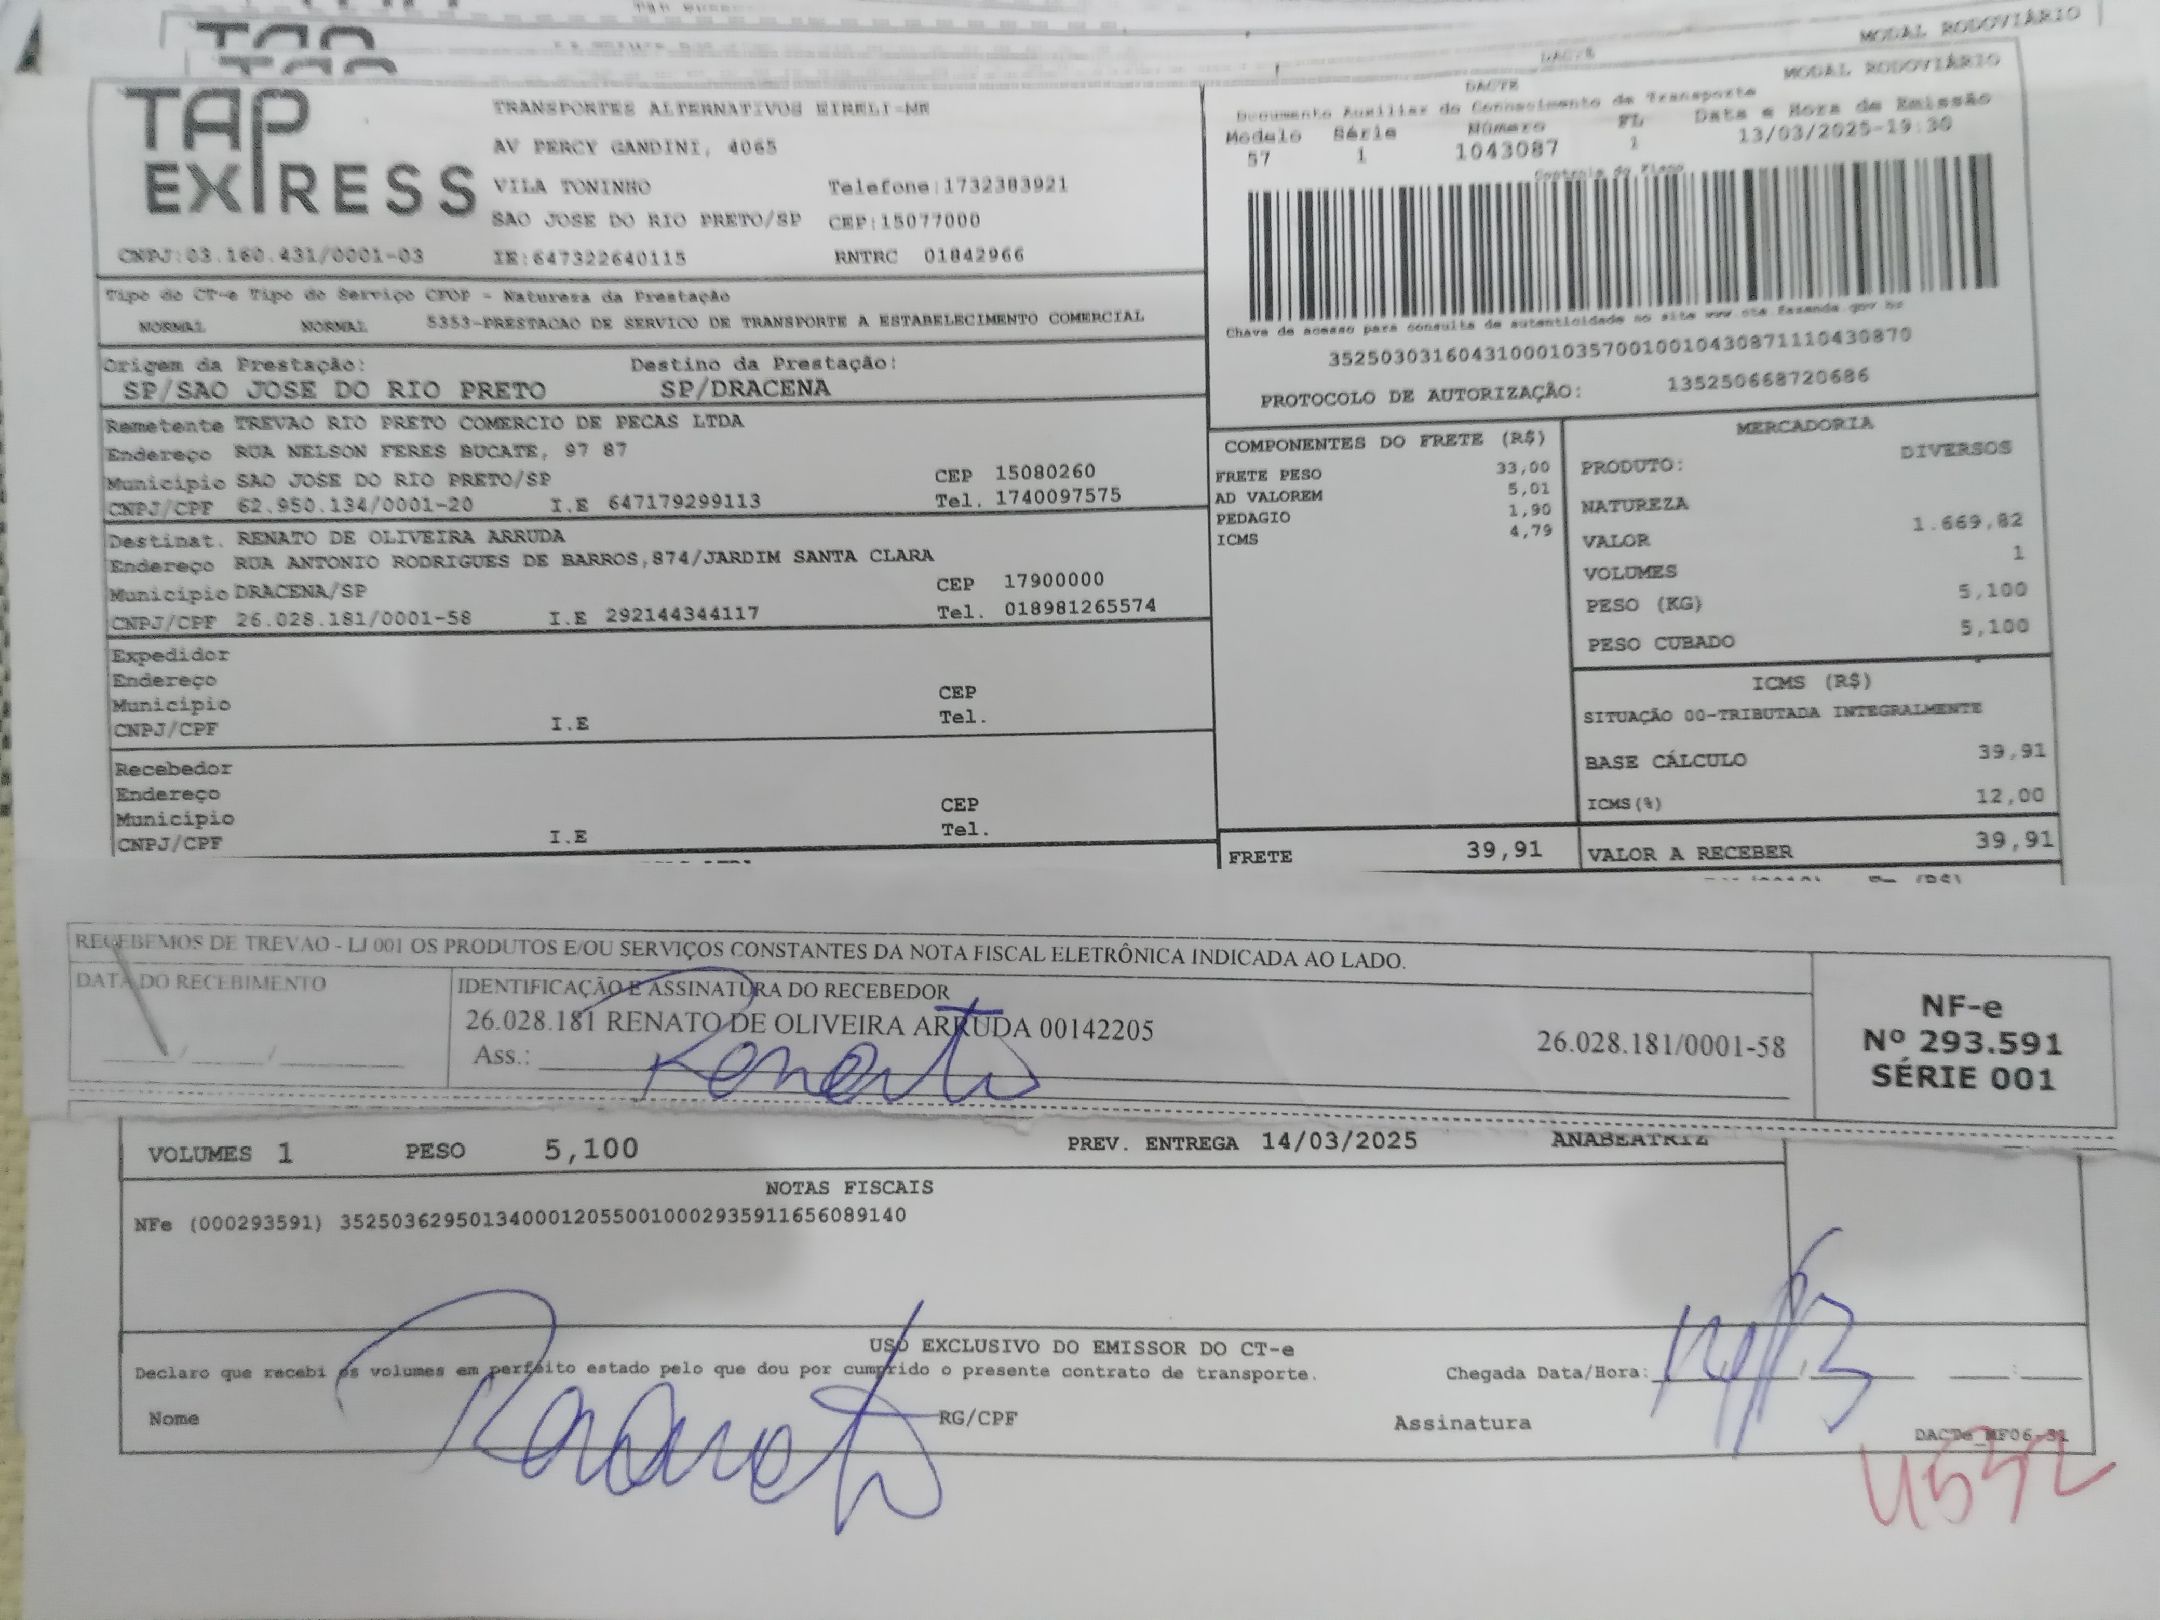 MODAL RODOVIÁRIO
DACTE
TAP
EXPRESS
TRANSPORTES ALTERNATIVOS EIRELI-ME
AV PERCY GANDINI, 4065
VILA TONINHO Telefone:1732383921
SAO JOSE DO RIO PRETO/SP CEP:15077000
CNPJ:03.160.431/0001-03 IE:647322640115 RNTRC 01842966
DACTE MODAL RODOVIÁRIO
Documento Auxiliar do Conhecimento de Transporte
Modelo Série Número FL Data e Hora de Emissão
57 1 1043087 1 13/03/2025-19:30
Controle do Fisco
Chave de acesso para consulta de autenticidade no site www.cte.fazenda.gov.br
35250303160431000103570010010430871110430870
PROTOCOLO DE AUTORIZAÇÃO: 135250668720686
Tipo do CT-e Tipo do Serviço CFOP - Natureza da Prestação
NORMAL NORMAL 5353-PRESTACAO DE SERVICO DE TRANSPORTE A ESTABELECIMENTO COMERCIAL
Origem da Prestação: Destino da Prestação:
SP/SAO JOSE DO RIO PRETO SP/DRACENA
Remetente TREVAO RIO PRETO COMERCIO DE PECAS LTDA
Endereço RUA NELSON FERES BUCATE, 97 87
Município SAO JOSE DO RIO PRETO/SP CEP 15080260
CNPJ/CPF 62.950.134/0001-20 I.E 647179299113 Tel. 1740097575
Destinat. RENATO DE OLIVEIRA ARRUDA
Endereço RUA ANTONIO RODRIGUES DE BARROS,874/JARDIM SANTA CLARA
Município DRACENA/SP CEP 17900000
CNPJ/CPF 26.028.181/0001-58 I.E 292144344117 Tel. 018981265574
Expedidor
Endereço
Município CEP
CNPJ/CPF I.E Tel.
Recebedor
Endereço
Município CEP
CNPJ/CPF I.E Tel.
COMPONENTES DO FRETE (R$)
FRETE PESO 33,00
AD VALOREM 5,01
PEDAGIO 1,90
ICMS 4,79
FRETE 39,91
MERCADORIA
PRODUTO: DIVERSOS
NATUREZA
VALOR 1.669,82
VOLUMES 1
PESO (KG) 5,100
PESO CUBADO 5,100
ICMS (R$)
SITUAÇÃO 00-TRIBUTADA INTEGRALMENTE
BASE CÁLCULO 39,91
ICMS(%) 12,00
VALOR A RECEBER 39,91
RECEBEMOS DE TREVAO - LJ 001 OS PRODUTOS E/OU SERVIÇOS CONSTANTES DA NOTA FISCAL ELETRÔNICA INDICADA AO LADO.
DATA DO RECEBIMENTO
IDENTIFICAÇÃO E ASSINATURA DO RECEBEDOR
26.028.181 RENATO DE OLIVEIRA ARRUDA 00142205 26.028.181/0001-58
Ass.: Renato
NF-e
Nº 293.591
SÉRIE 001
VOLUMES 1 PESO 5,100 PREV. ENTREGA 14/03/2025 ANABEATRIZ
NOTAS FISCAIS
NFe (000293591) 35250362950134000120550010002935911656089140
USO EXCLUSIVO DO EMISSOR DO CT-e
Declaro que recebi os volumes em perfeito estado pelo que dou por cumprido o presente contrato de transporte.
Chegada Data/Hora: 14/3
Nome Renato RG/CPF Assinatura
DACTe_MF06-31